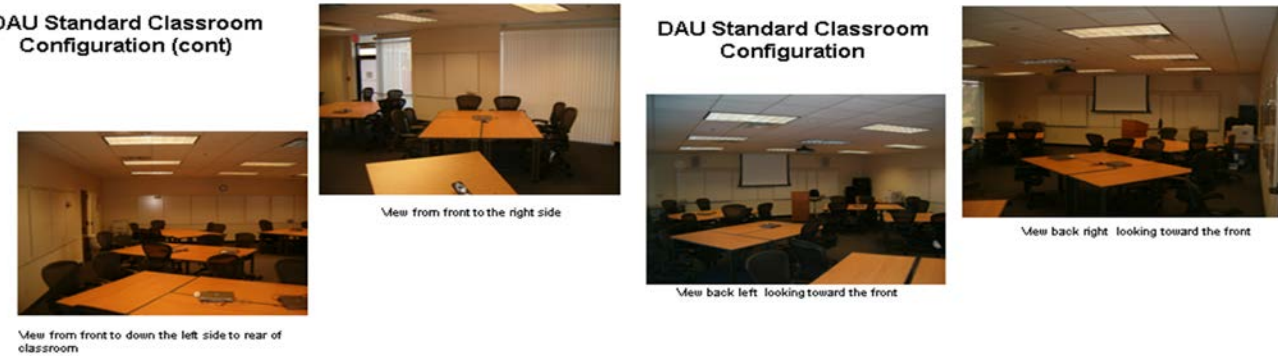 DAU Standard Classroom
Configuration (cont)
View from front to the right side
View from front to down the left side to rear of
classroom
DAU Standard Classroom
Configuration
View back left looking toward the front
View back right looking toward the front